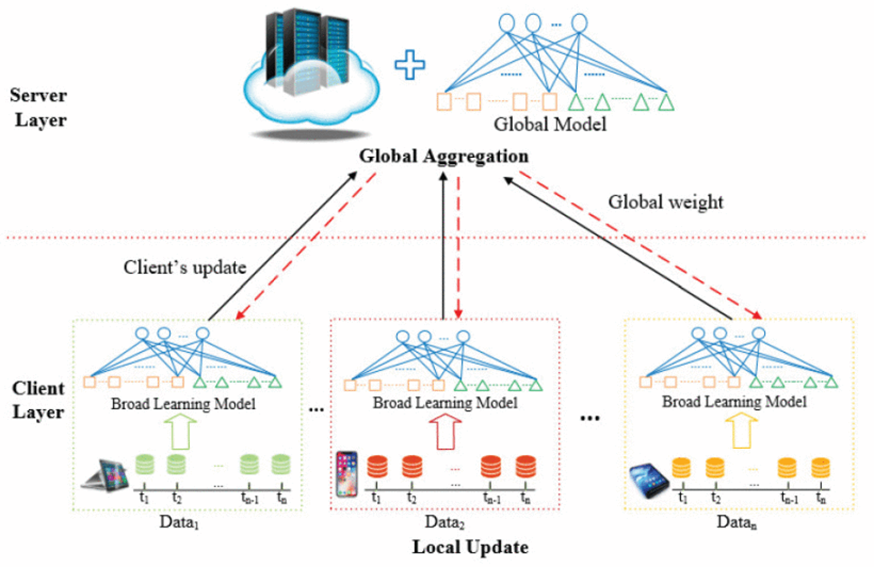 Server
Layer
......
......
Global Model
Global Aggregation
Global weight
Client's update
Client
Layer
Broad Learning Model
Broad Learning Model
Broad Learning Model
...
...
t1 t2 ... tn-1 tn
t1 t2 ... tn-1 tn
t1 t2 ... tn-1 tn
Data1
Data2
Datan
Local Update